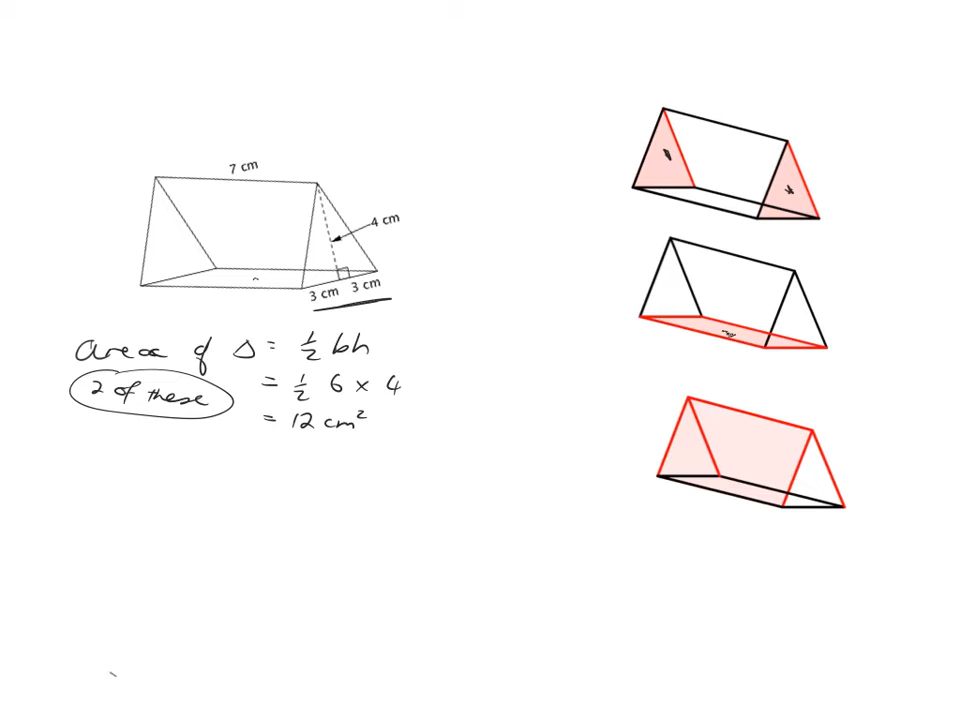 7 cm
4 cm
3 cm 3 cm
area of Δ = ½ bh
2 of these = ½ 6 × 4
= 12 cm²